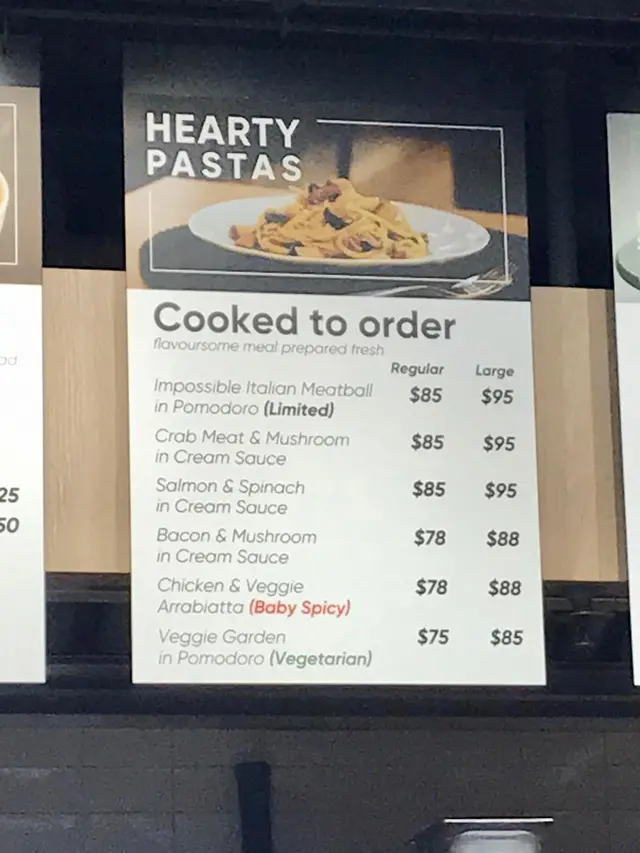 HEARTY
PASTAS
Cooked to order
flavoursome meal prepared fresh
Regular Large
Impossible Italian Meatball
in Pomodoro (Limited) $85 $95
Crab Meat & Mushroom
in Cream Sauce $85 $95
Salmon & Spinach
in Cream Sauce $85 $95
Bacon & Mushroom
in Cream Sauce $78 $88
Chicken & Veggie
Arrabiatta (Baby Spicy) $78 $88
Veggie Garden
in Pomodoro (Vegetarian) $75 $85
25
50